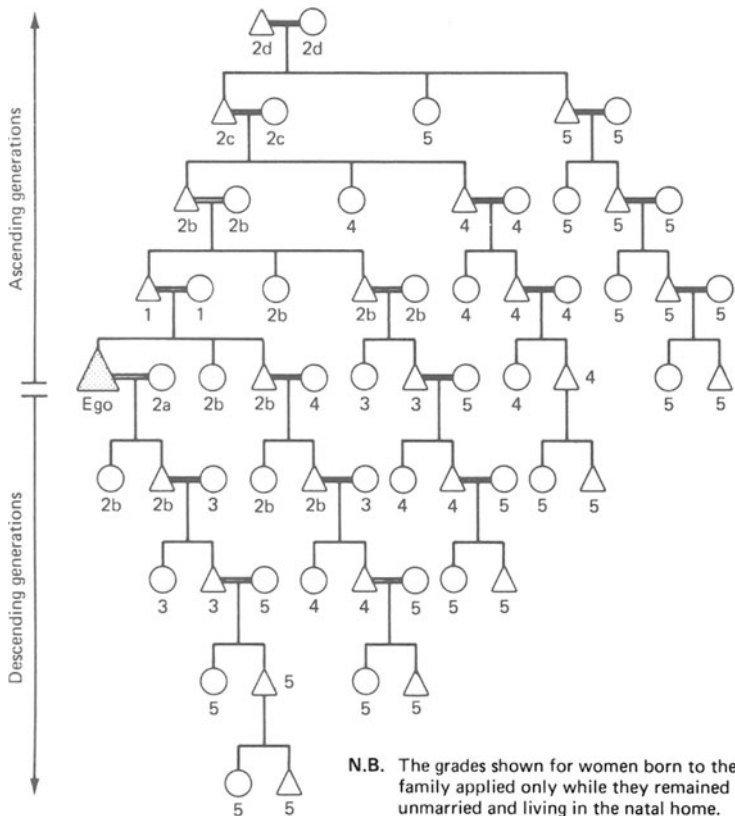 2d 2d
2c 2c 5 5 5
2b 2b 4 4 4 5 5 5
1 1 2b 2b 2b 4 4 4 5 5 5
Ego 2a 2b 2b 4 3 3 5 4 4 5 5
2b 2b 3 2b 2b 3 4 4 5 5 5
3 3 5 4 4 5 5 5
5 5 5 5
5 5
Ascending generations
Descending generations
N.B. The grades shown for women born to the
family applied only while they remained
unmarried and living in the natal home.